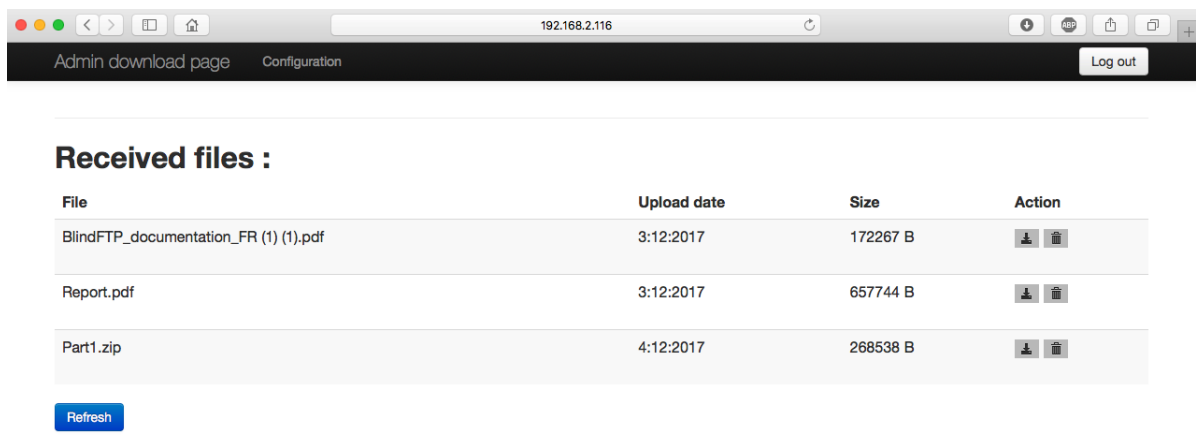 192.168.2.116
ABP
Admin download page Configuration Log out
Received files :
File Upload date Size Action
BlindFTP_documentation_FR (1) (1).pdf 3:12:2017 172267 B
Report.pdf 3:12:2017 657744 B
Part1.zip 4:12:2017 268538 B
Refresh